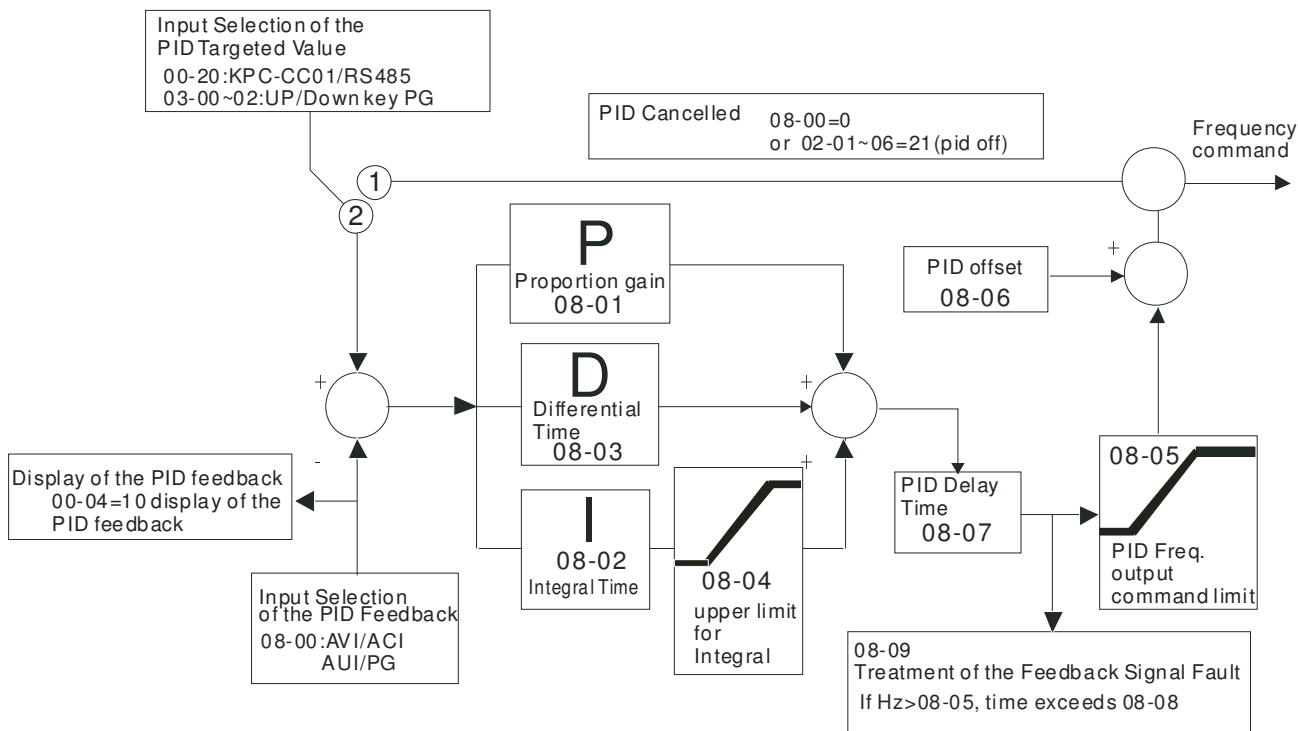 Input Selection of the
PID Targeted Value
00-20:KPC-CC01/RS485
03-00~02:UP/Down key PG
PID Cancelled
08-00=0
or 02-01~06=21(pid off)
Frequency
command
1
2
P
Proportion gain
08-01
PID offset
08-06
+
+
D
Differential
Time
08-03
+
-
Display of the PID feedback
00-04=10 display of the
PID feedback
I
08-02
Integral Time
08-04
upper limit
for
Integral
+
PID Delay
Time
08-07
08-05
PID Freq.
output
command limit
Input Selection
of the PID Feedback
08-00:AVI/ACI
AUI/PG
08-09
Treatment of the Feedback Signal Fault
If Hz>08-05, time exceeds 08-08